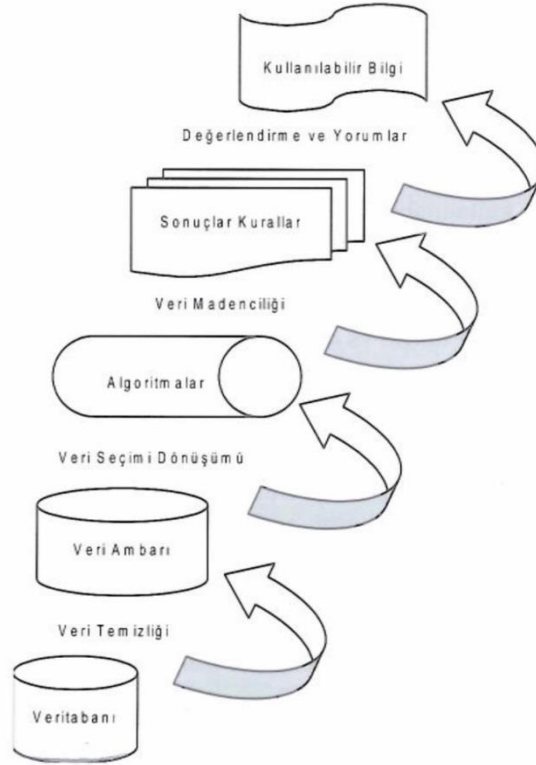 Kullanılabilir Bilgi
Değerlendirme ve Yorumlar
Sonuçlar Kurallar
Veri Madenciliği
Algoritmalar
Veri Seçimi Dönüşümü
Veri Ambarı
Veri Temizliği
Veritabanı